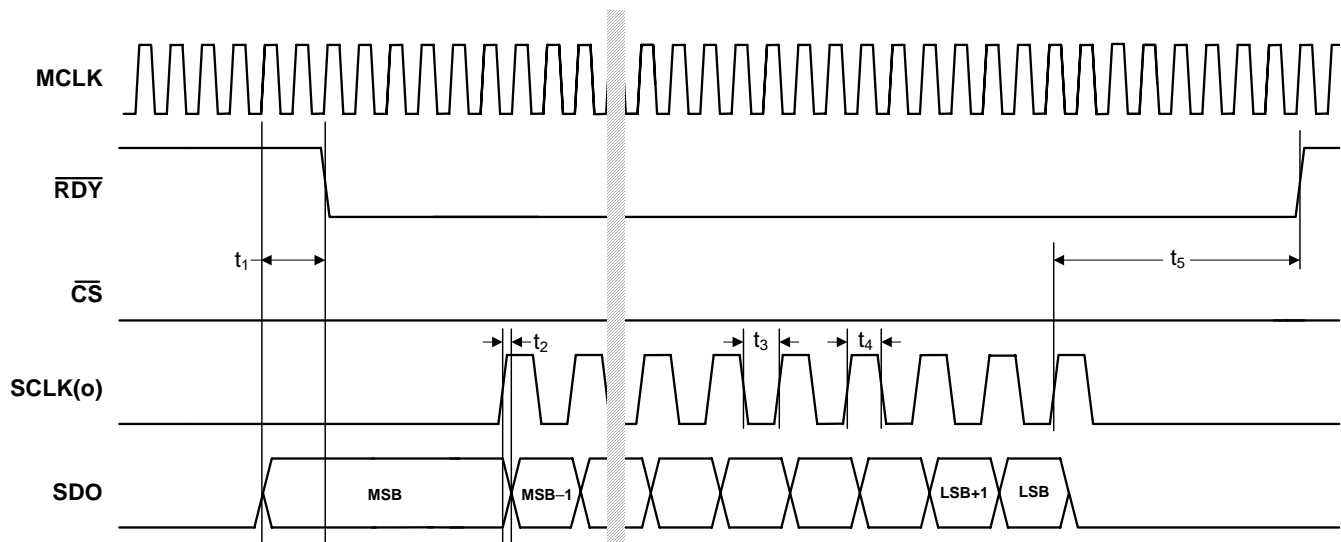 MCLK
RDY
t1
t5
CS
t2
t3
t4
SCLK(o)
SDO
MSB
MSB–1
LSB+1
LSB